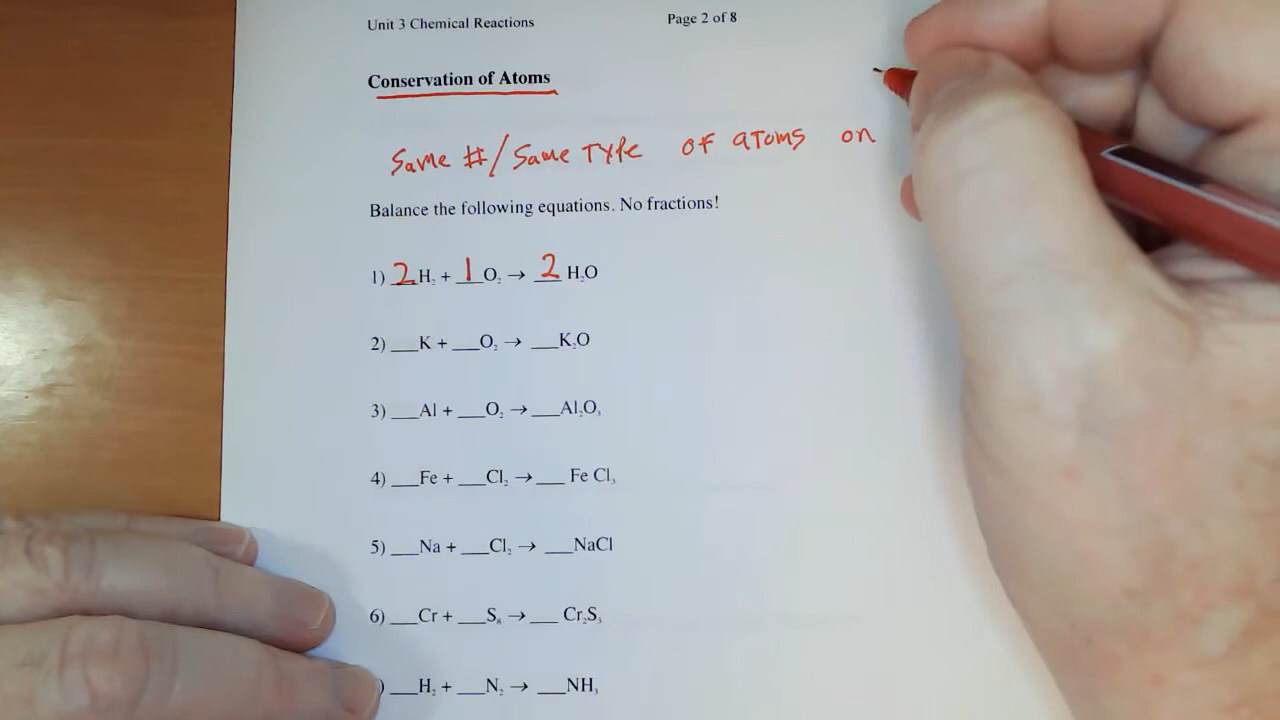 Unit 3 Chemical Reactions Page 2 of 8
Conservation of Atoms
Same #/Same TYPe of aToms on
Balance the following equations. No fractions!
1) 2 H₂ + 1 O₂ → 2 H₂O
2) ___K + ___O₂ → ___K₂O
3) ___Al + ___O₂ → ___Al₂O₃
4) ___Fe + ___Cl₂ → ___ Fe Cl₃
5) ___Na + ___Cl₂ → ___NaCl
6) ___Cr + ___S₈ → ___ Cr₂S₃
) ___H₂ + ___N₂ → ___NH₃